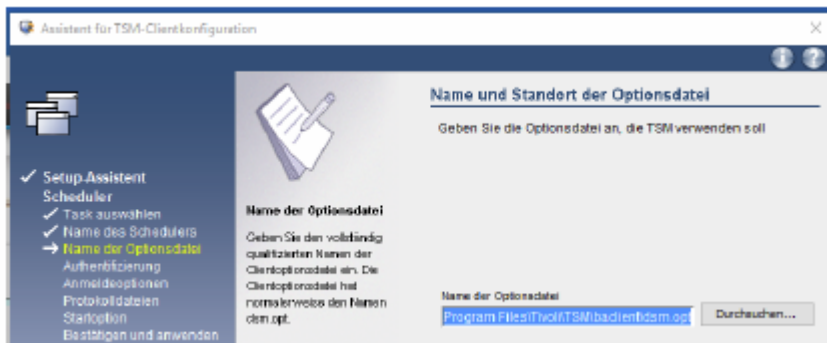 Assistent für TSM-Clientkonfiguration
Setup-Assistent
Scheduler
Task auswählen
Name des Schedulers
Name der Optionsdatei
Authentifizierung
Anmeldeoptionen
Protokolldateien
Startoption
Bestätigen und anwenden
Name der Optionsdatei
Geben Sie den vollständig
qualifizierten Namen der
Clientoptionsdatei ein. Die
Clientoptionsdatei hat
normalerweise den Namen
dsm.opt.
Name und Standort der Optionsdatei
Geben Sie die Optionsdatei an, die TSM verwenden soll
Name der Optionsdatei
Program Files\Tivoli\TSM\baclient\dsm.opt
Durchsuchen...